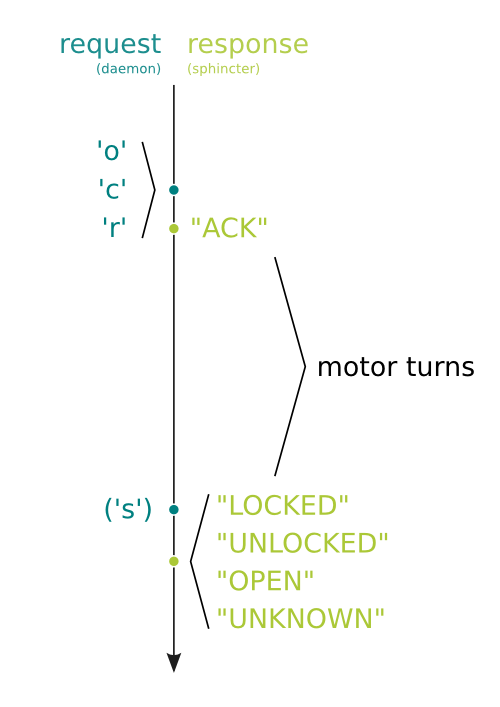 request response
(daemon) (sphincter)
'o'
'c'
'r' "ACK"
motor turns
('s') "LOCKED"
"UNLOCKED"
"OPEN"
"UNKNOWN"